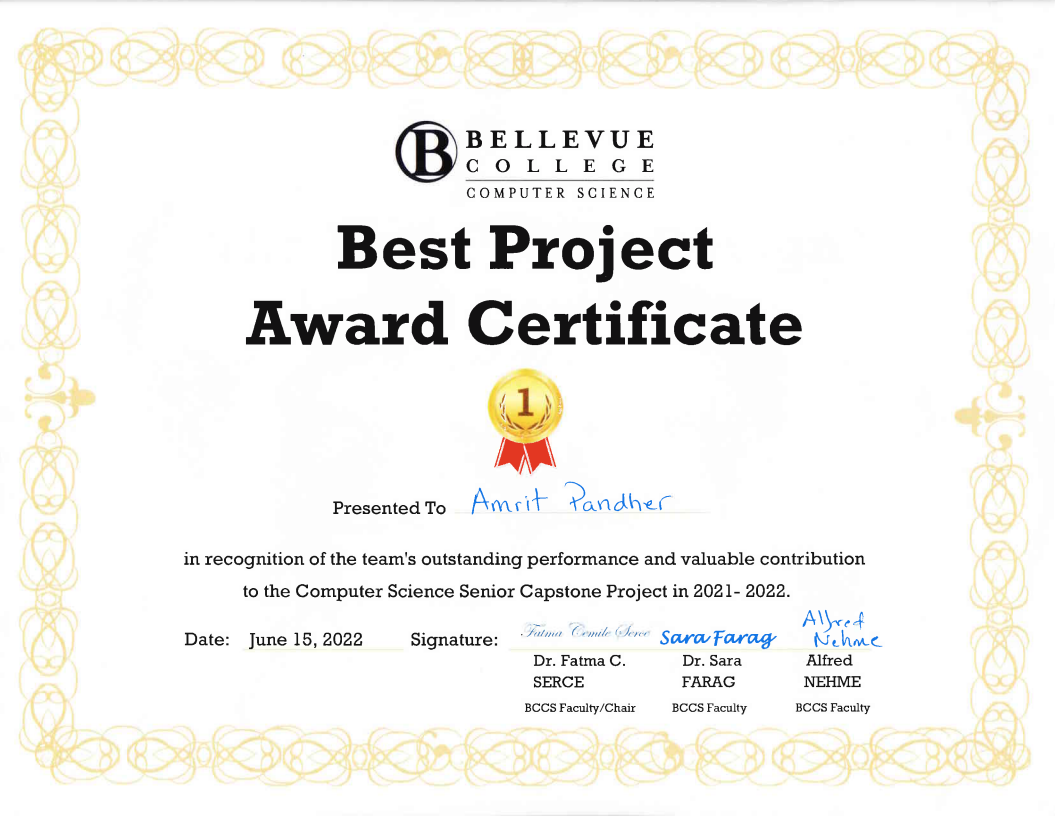 B BELLEVUE
COLLEGE
COMPUTER SCIENCE
Best Project
Award Certificate
1
Presented To Amrit Pandher
in recognition of the team's outstanding performance and valuable contribution
to the Computer Science Senior Capstone Project in 2021- 2022.
Date: June 15, 2022 Signature: Fatma Cemile Serce Sara Farag Alfred Nehme
Dr. Fatma C. Dr. Sara Alfred
SERCE FARAG NEHME
BCCS Faculty/Chair BCCS Faculty BCCS Faculty